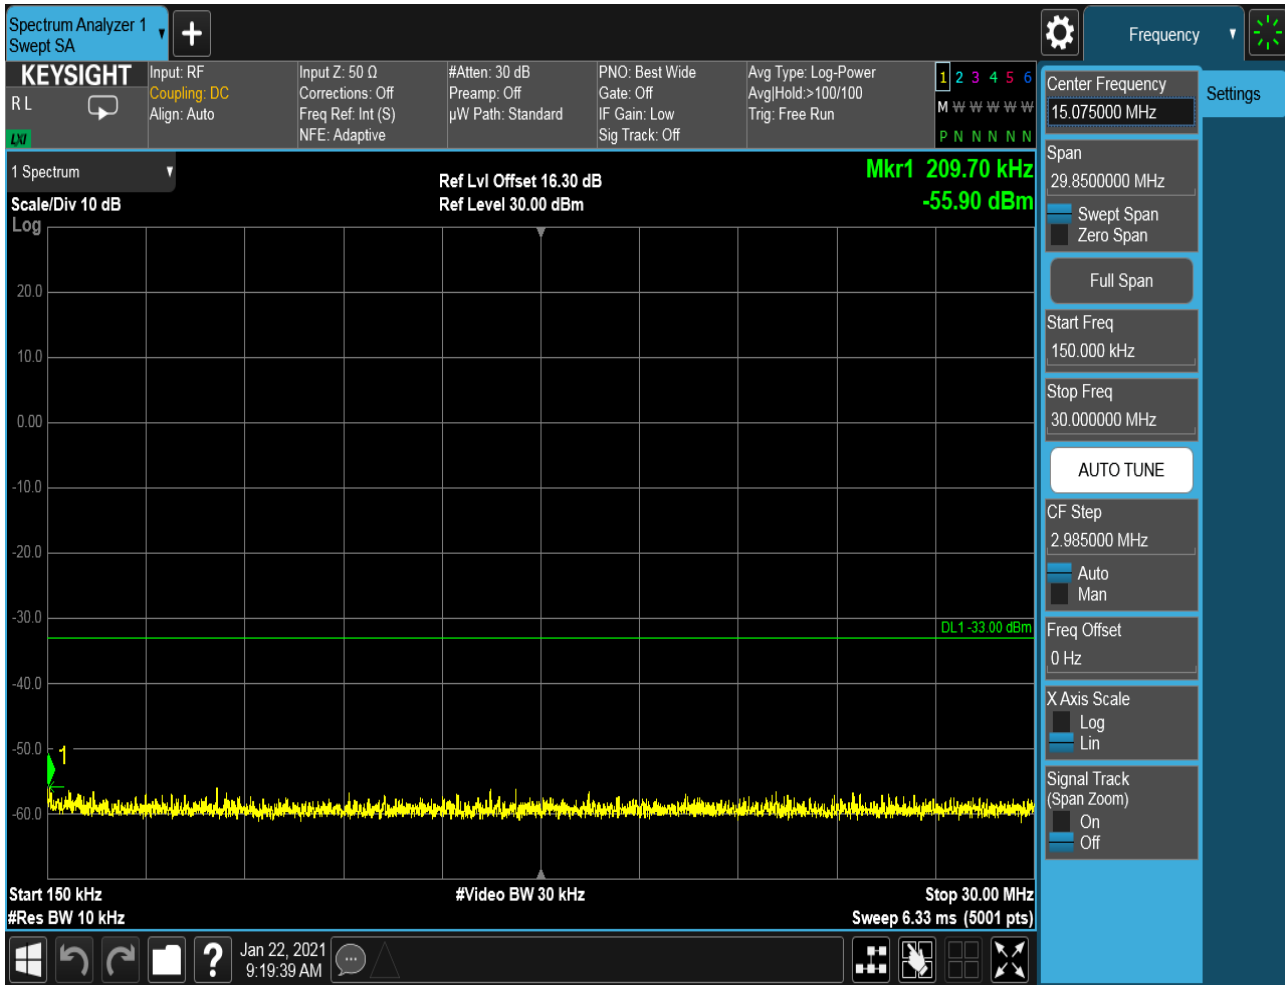 Spectrum Analyzer 1
Swept SA
+
Frequency
KEYSIGHT
R L
LXI
Input: RF
Coupling: DC
Align: Auto
Input Z: 50 Ω
Corrections: Off
Freq Ref: Int (S)
NFE: Adaptive
#Atten: 30 dB
Preamp: Off
µW Path: Standard
PNO: Best Wide
Gate: Off
IF Gain: Low
Sig Track: Off
Avg Type: Log-Power
Avg|Hold:>100/100
Trig: Free Run
1 2 3 4 5 6
M W W W W W
P N N N N N
1 Spectrum
Scale/Div 10 dB
Log
Ref Lvl Offset 16.30 dB
Ref Level 30.00 dBm
Mkr1 209.70 kHz
-55.90 dBm
20.0
10.0
0.00
-10.0
-20.0
-30.0
DL1 -33.00 dBm
-40.0
-50.0
1
-60.0
Start 150 kHz
#Res BW 10 kHz
#Video BW 30 kHz
Stop 30.00 MHz
Sweep 6.33 ms (5001 pts)
Center Frequency
15.075000 MHz
Settings
Span
29.8500000 MHz
Swept Span
Zero Span
Full Span
Start Freq
150.000 kHz
Stop Freq
30.000000 MHz
AUTO TUNE
CF Step
2.985000 MHz
Auto
Man
Freq Offset
0 Hz
X Axis Scale
Log
Lin
Signal Track
(Span Zoom)
On
Off
?
Jan 22, 2021
9:19:39 AM